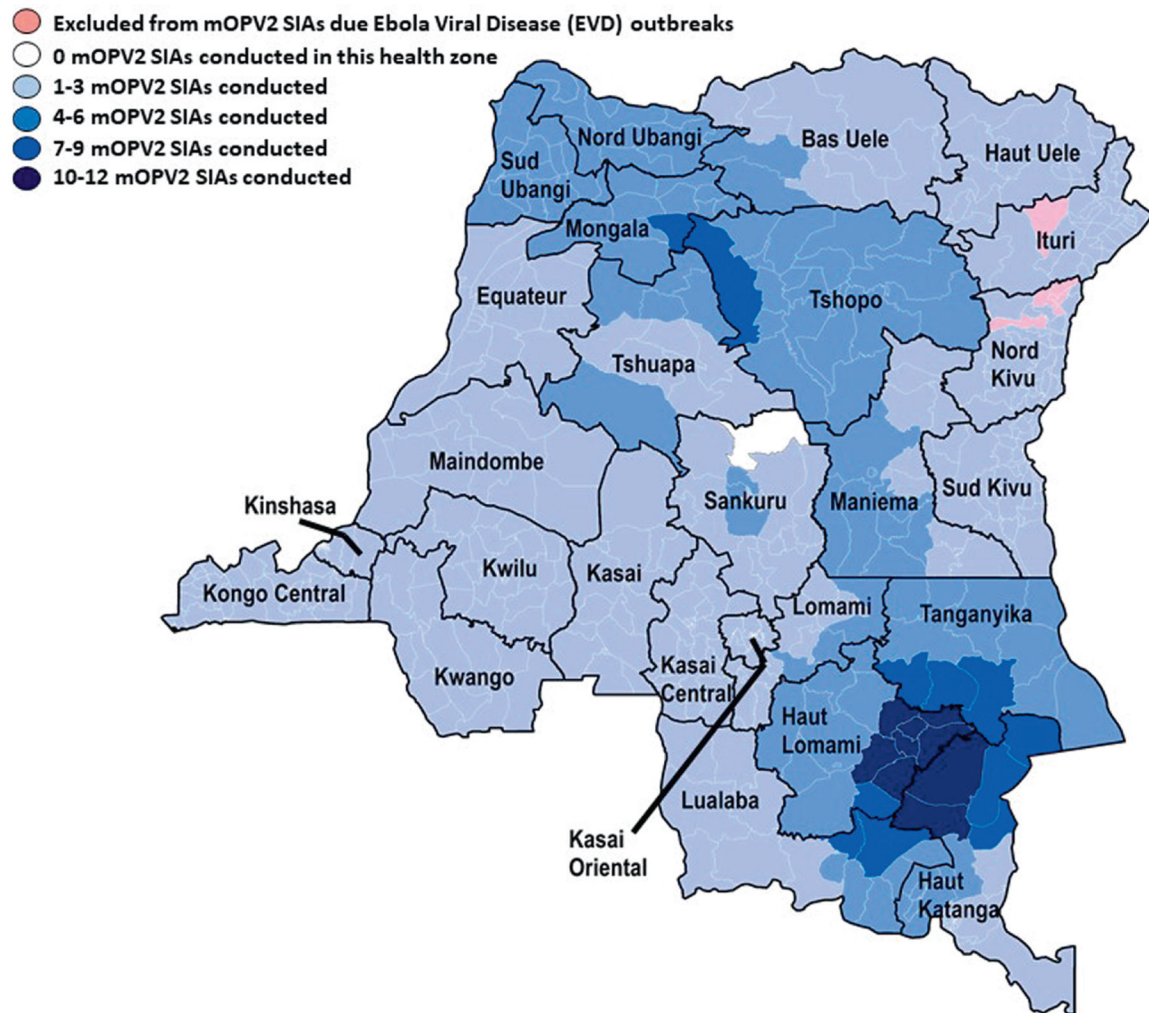 Excluded from mOPV2 SIAs due Ebola Viral Disease (EVD) outbreaks
0 mOPV2 SIAs conducted in this health zone
1-3 mOPV2 SIAs conducted
4-6 mOPV2 SIAs conducted
7-9 mOPV2 SIAs conducted
10-12 mOPV2 SIAs conducted
Nord Ubangi
Bas Uele
Haut Uele
Sud
Ubangi
Mongala
Ituri
Equateur
Tshopo
Tshuapa
Nord
Kivu
Maindombe
Sankuru
Maniema
Sud Kivu
Kinshasa
Kwilu
Kasai
Kongo Central
Lomami
Tanganyika
Kwango
Kasai
Central
Haut
Lomami
Lualaba
Kasai
Oriental
Haut
Katanga